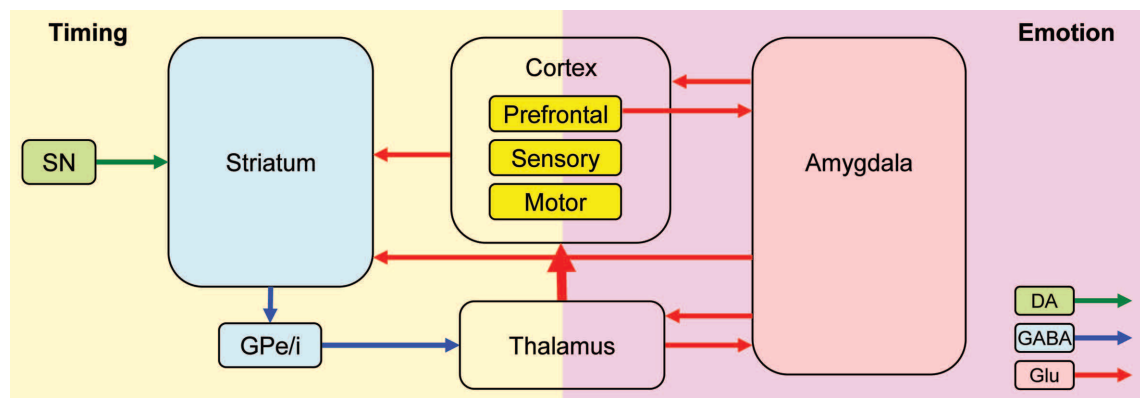 Timing
Emotion
Cortex
Prefrontal
SN
Striatum
Sensory
Amygdala
Motor
DA
GPe/i
Thalamus
GABA
Glu